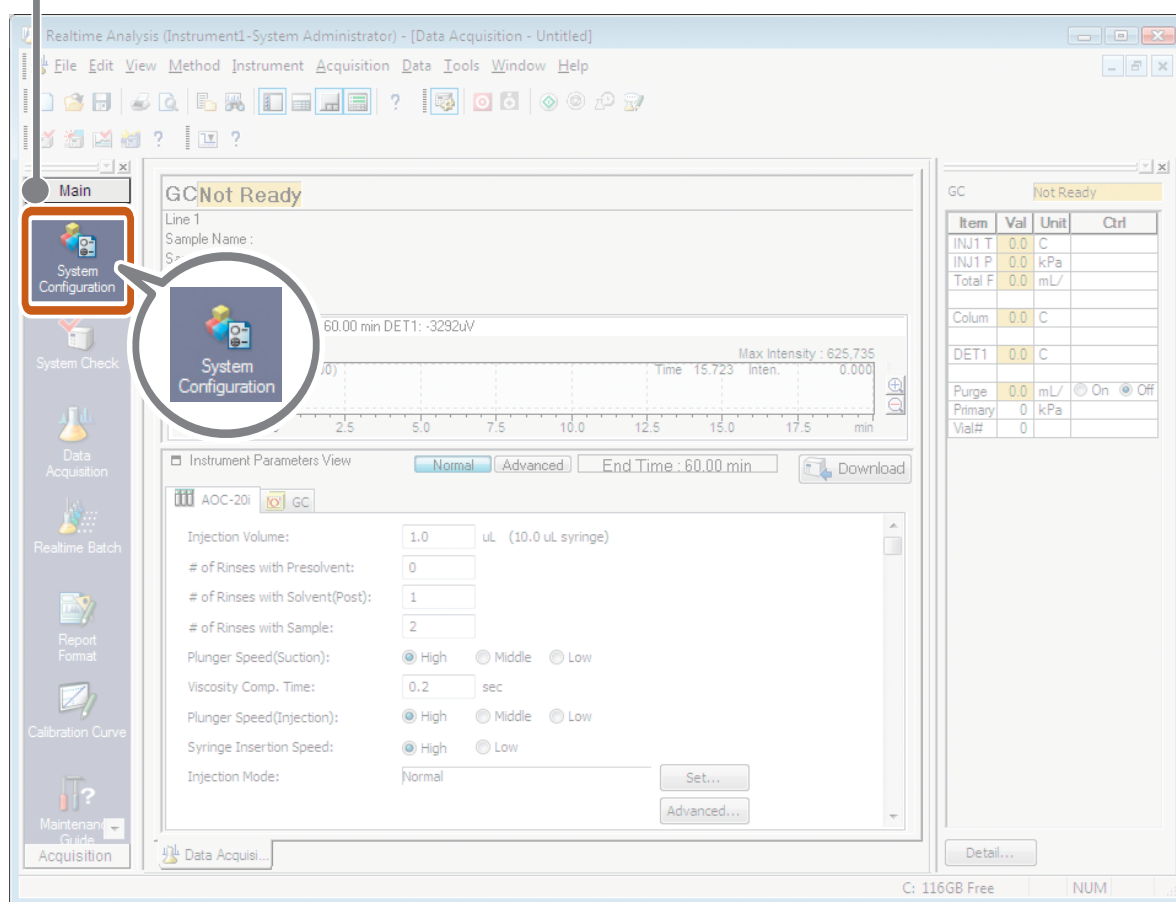 Realtime Analysis (Instrument1-System Administrator) - [Data Acquisition - Untitled]
File Edit View Method Instrument Acquisition Data Tools Window Help
Main
System
Configuration
System Check
Data
Acquisition
Realtime Batch
Report
Format
Calibration Curve
Maintenan
Guide
Acquisition
System
Configuration
GC Not Ready
Line 1
Sample Name :
60.00 min DET1: -3292uV
Max Intensity : 625,735
Time 15.723 Inten. 0.000
2.5 5.0 7.5 10.0 12.5 15.0 17.5 min
Instrument Parameters View Normal Advanced End Time : 60.00 min Download
AOC-20i GC
Injection Volume: 1.0 uL (10.0 uL syringe)
# of Rinses with Presolvent: 0
# of Rinses with Solvent(Post): 1
# of Rinses with Sample: 2
Plunger Speed(Suction): High Middle Low
Viscosity Comp. Time: 0.2 sec
Plunger Speed(Injection): High Middle Low
Syringe Insertion Speed: High Low
Injection Mode: Normal Set...
Advanced...
Data Acquisi...
GC Not Ready
Item Val Unit Ctrl
INJ1 T 0.0 C
INJ1 P 0.0 kPa
Total F 0.0 mL/
Colum 0.0 C
DET1 0.0 C
Purge 0.0 mL/ On Off
Primary 0 kPa
Vial# 0
Detail...
C: 116GB Free NUM